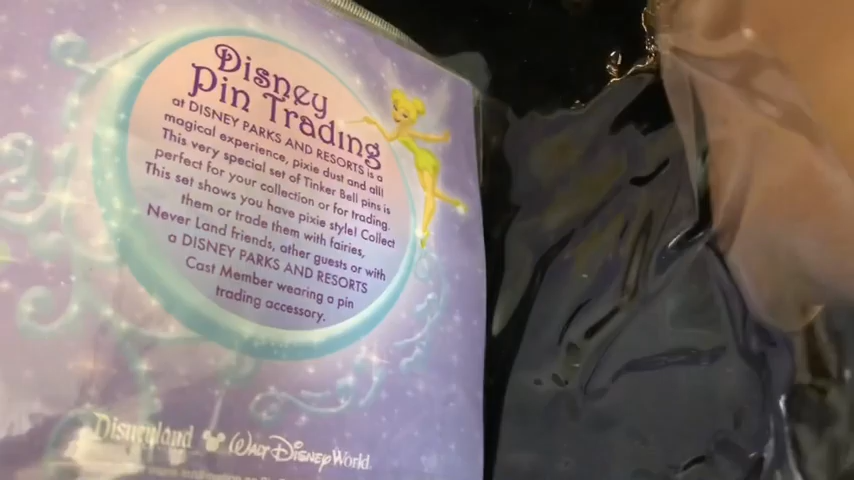 Disney
Pin Trading
at DISNEY PARKS AND RESORTS is a
magical experience, pixie dust and all!
This very special set of Tinker Bell pins is
perfect for your collection or for trading.
This set shows you have pixie style! Collect
them or trade them with fairies,
Never Land friends, other guests or with
a DISNEY PARKS AND RESORTS
Cast Member wearing a pin
trading accessory.
Disneyland Walt Disney World